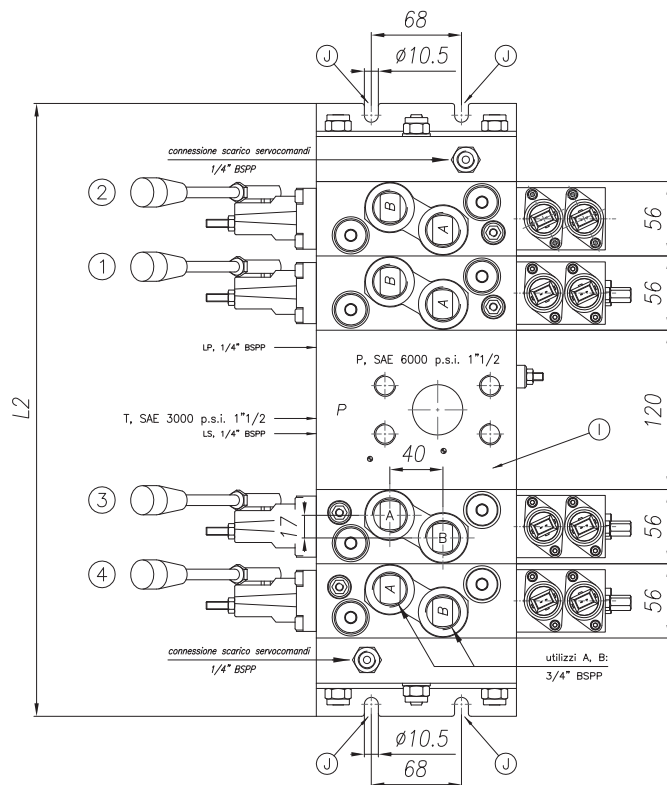 68
J
J
ø10.5
connessione scarico servocomandi
1/4" BSPP
2
B
A
56
1
B
A
56
LP, 1/4" BSPP
P, SAE 6000 p.s.i. 1"1/2
P
L2
T, SAE 3000 p.s.i. 1"1/2
LS, 1/4" BSPP
120
I
40
3
17
A
B
56
4
A
B
56
connessione scarico servocomandi
1/4" BSPP
utilizzi A, B:
3/4" BSPP
ø10.5
J
J
68